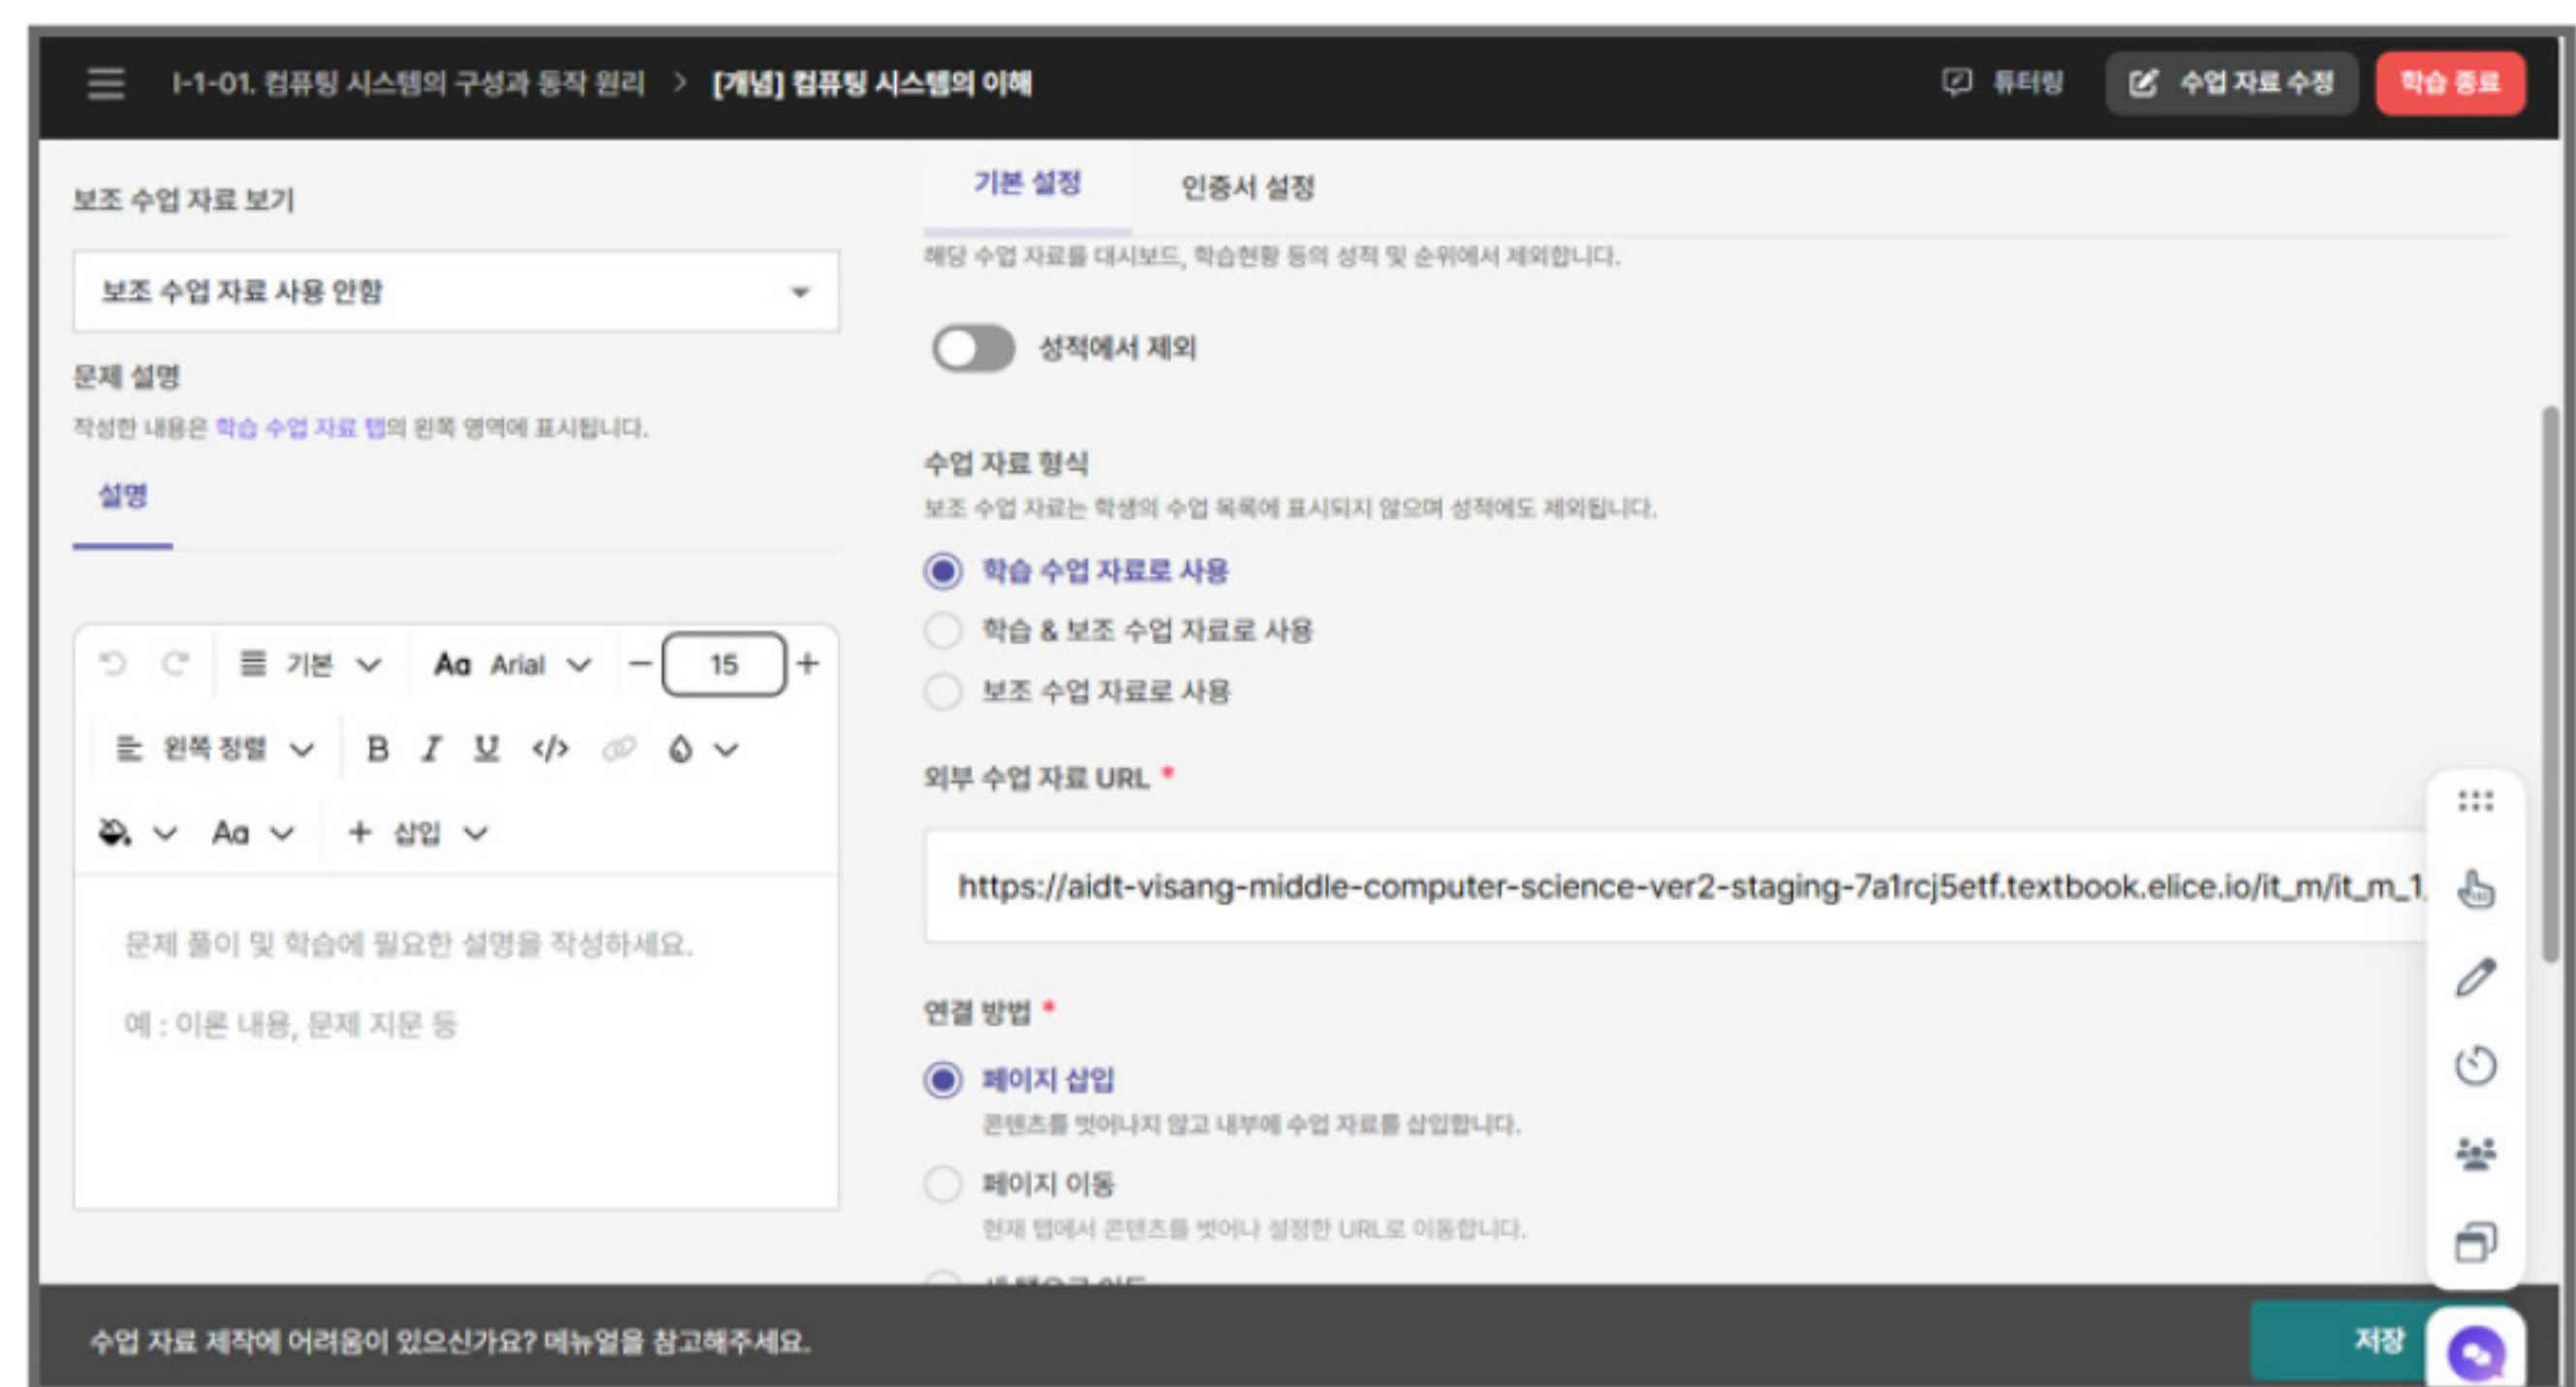 I-1-01. 컴퓨팅 시스템의 구성과 동작 원리 > [개념] 컴퓨팅 시스템의 이해
튜터링
수업 자료 수정
학습 종료
보조 수업 자료 보기
보조 수업 자료 사용 안함
문제 설명
작성한 내용은 학습 수업 자료 탭의 왼쪽 영역에 표시됩니다.
설명
기본
Aa Arial
15
왼쪽 정렬
B I U </>
Aa
+ 삽입
문제 풀이 및 학습에 필요한 설명을 작성하세요.
예 : 이론 내용, 문제 지문 등
기본 설정
인증서 설정
해당 수업 자료를 대시보드, 학습현황 등의 성적 및 순위에서 제외합니다.
성적에서 제외
수업 자료 형식
보조 수업 자료는 학생의 수업 목록에 표시되지 않으며 성적에도 제외됩니다.
학습 수업 자료로 사용
학습 & 보조 수업 자료로 사용
보조 수업 자료로 사용
외부 수업 자료 URL *
https://aidt-visang-middle-computer-science-ver2-staging-7a1rcj5etf.textbook.elice.io/it_m/it_m_1
연결 방법 *
페이지 삽입
콘텐츠를 벗어나지 않고 내부에 수업 자료를 삽입합니다.
페이지 이동
현재 탭에서 콘텐츠를 벗어나 설정한 URL로 이동합니다.
수업 자료 제작에 어려움이 있으신가요? 메뉴얼을 참고해주세요.
저장